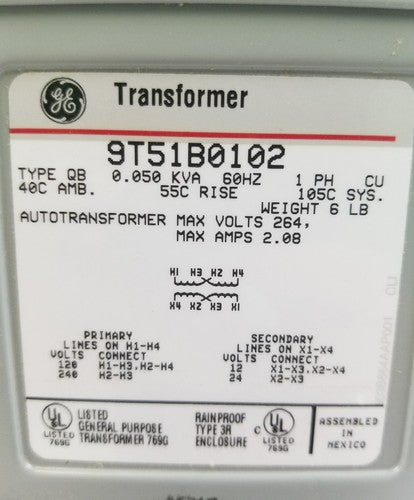 GE
Transformer
9T51B0102
TYPE QB 0.050 KVA 60HZ 1 PH CU
40C AMB. 55C RISE 105C SYS.
WEIGHT 6 LB
AUTOTRANSFORMER MAX VOLTS 264,
MAX AMPS 2.08
H1 H3 H2 H4
X4 X2 X3 X1
PRIMARY
LINES ON H1-H4
VOLTS CONNECT
120 H1-H3,H2-H4
240 H2-H3
SECONDARY
LINES ON X1-X4
VOLTS CONNECT
12 X1-X3,X2-X4
24 X2-X3
UL LISTED 769G
LISTED
GENERAL PURPOSE
TRANSFORMER 769G
RAINPROOF
TYPE 3R
ENCLOSURE
C UL LISTED 769G
ASSEMBLED
IN
MEXICO